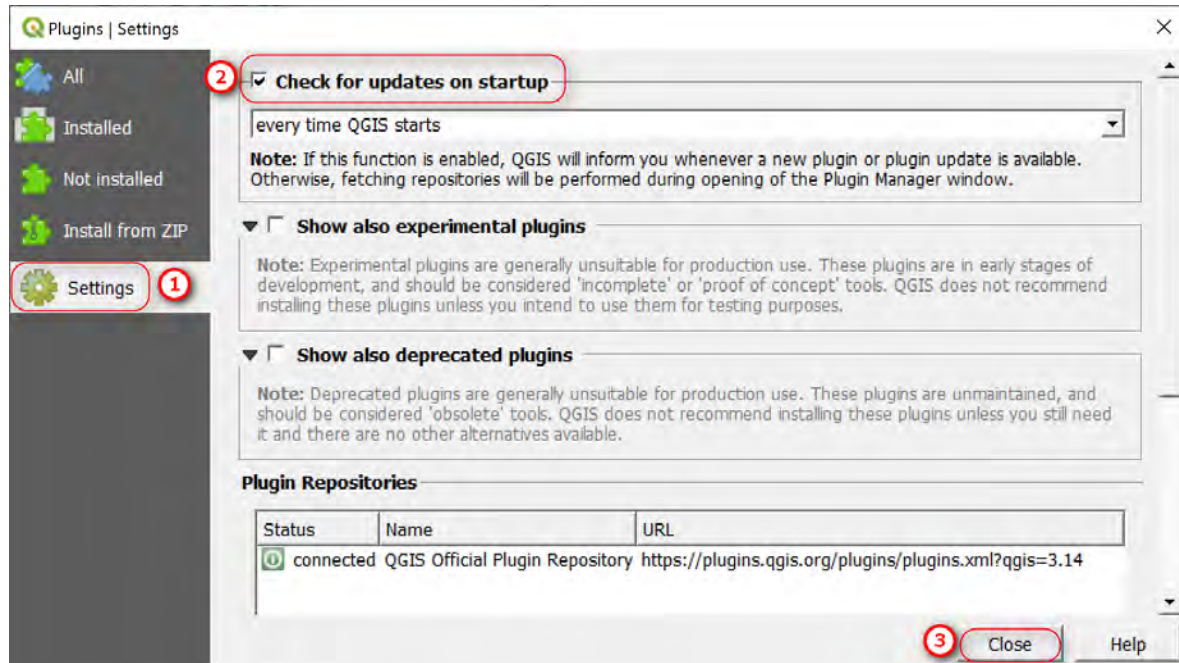 Plugins | Settings
All
Installed
Not installed
Install from ZIP
Settings
1
2
Check for updates on startup
every time QGIS starts
Note: If this function is enabled, QGIS will inform you whenever a new plugin or plugin update is available.
Otherwise, fetching repositories will be performed during opening of the Plugin Manager window.
Show also experimental plugins
Note: Experimental plugins are generally unsuitable for production use. These plugins are in early stages of
development, and should be considered 'incomplete' or 'proof of concept' tools. QGIS does not recommend
installing these plugins unless you intend to use them for testing purposes.
Show also deprecated plugins
Note: Deprecated plugins are generally unsuitable for production use. These plugins are unmaintained, and
should be considered 'obsolete' tools. QGIS does not recommend installing these plugins unless you still need
it and there are no other alternatives available.
Plugin Repositories
Status Name URL
connected QGIS Official Plugin Repository https://plugins.qgis.org/plugins/plugins.xml?qgis=3.14
3 Close Help